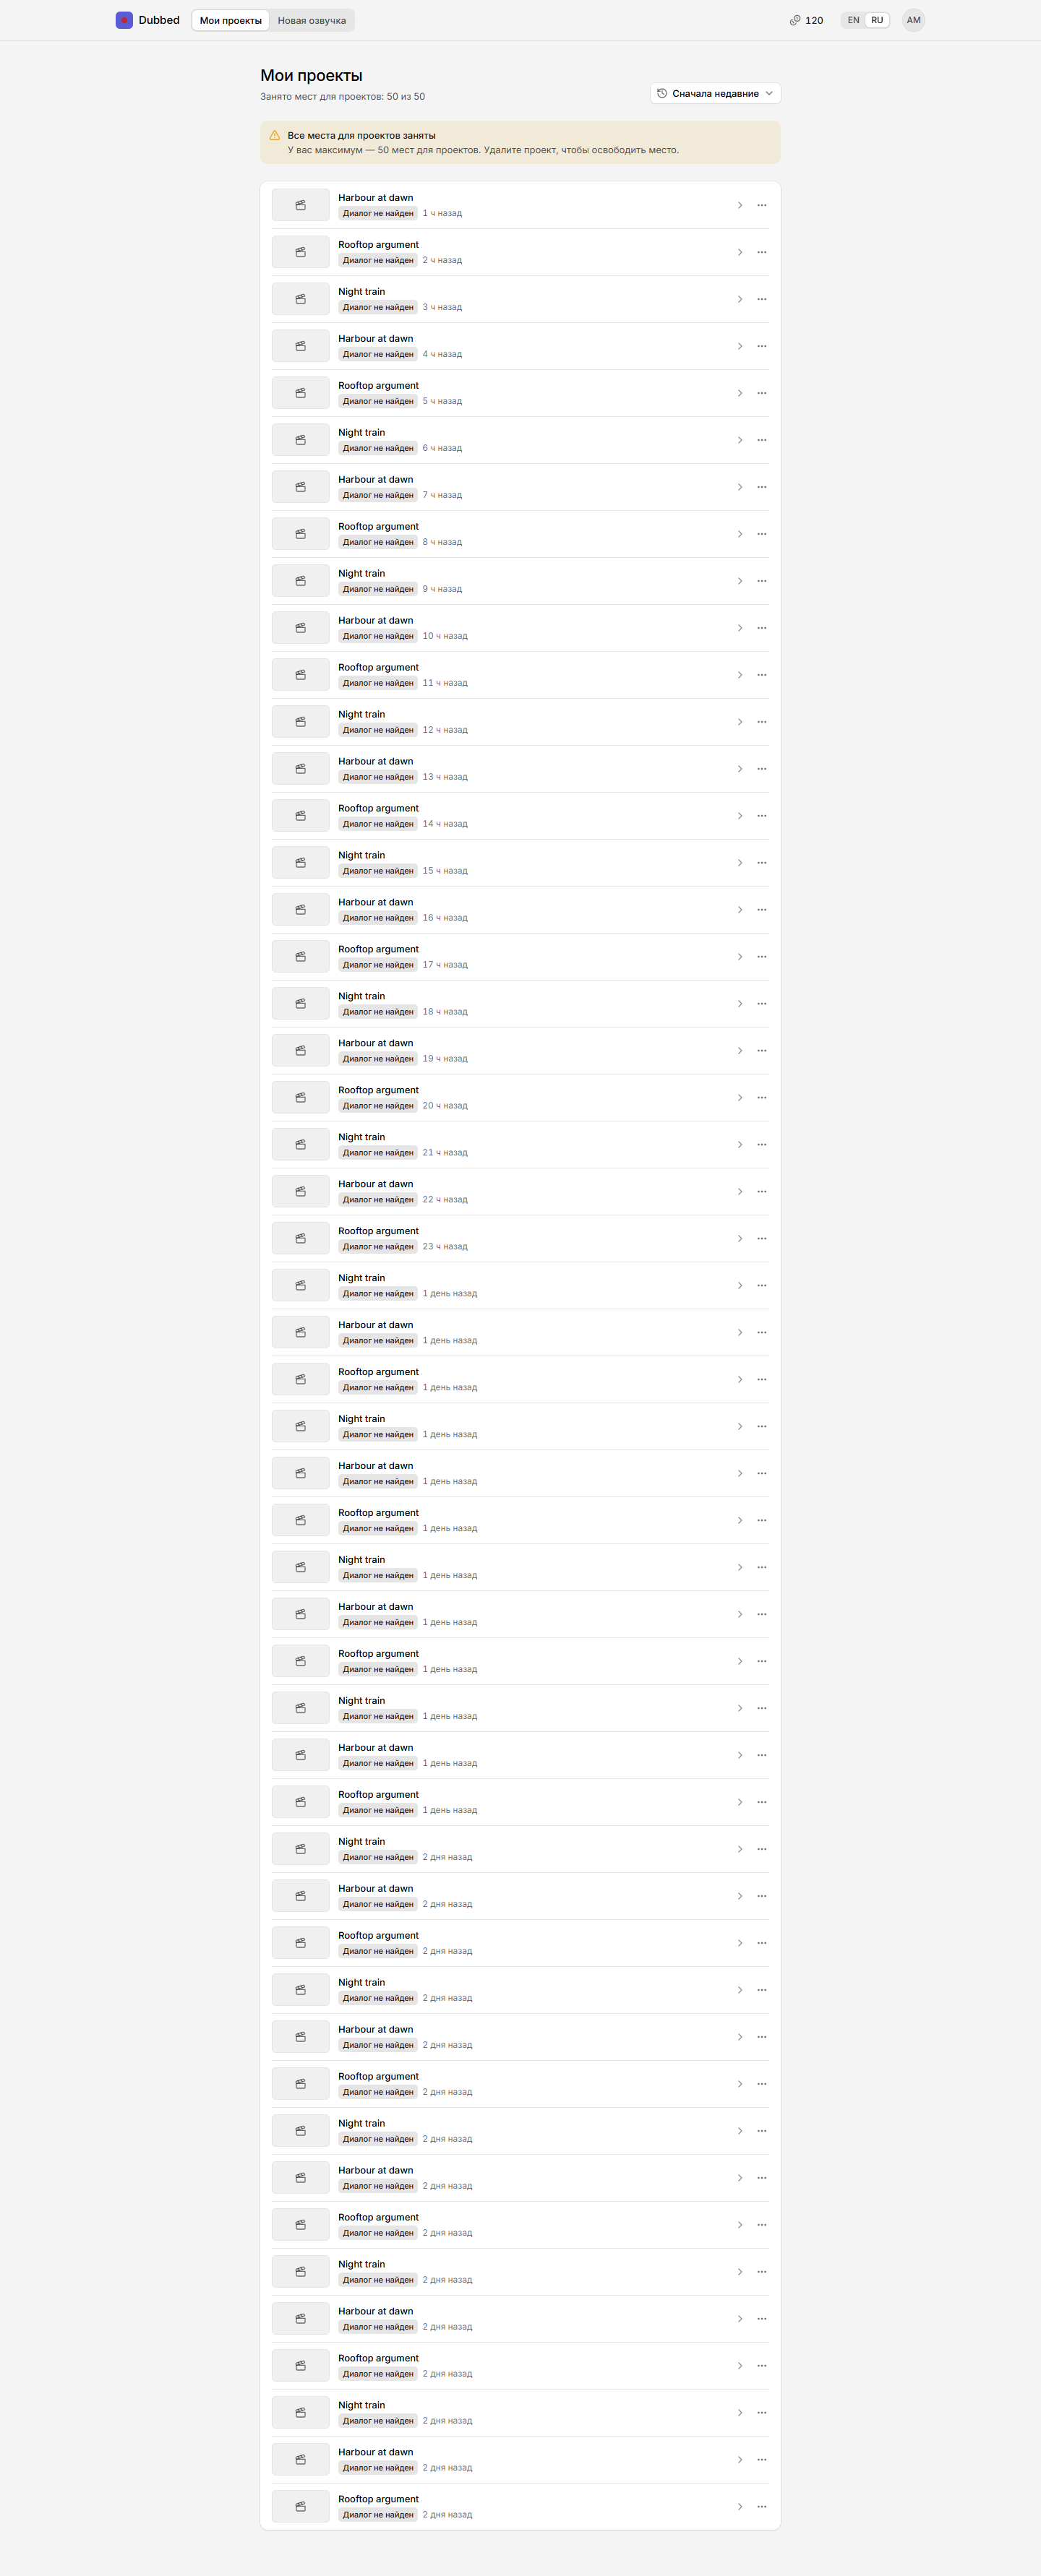 Dubbed Мои проекты Новая озвучка 120 EN RU AM
Мои проекты
Занято мест для проектов: 50 из 50
Сначала недавние
Все места для проектов заняты
У вас максимум — 50 мест для проектов. Удалите проект, чтобы освободить место.
Harbour at dawn
Диалог не найден 1 ч назад
Rooftop argument
Диалог не найден 2 ч назад
Night train
Диалог не найден 3 ч назад
Harbour at dawn
Диалог не найден 4 ч назад
Rooftop argument
Диалог не найден 5 ч назад
Night train
Диалог не найден 6 ч назад
Harbour at dawn
Диалог не найден 7 ч назад
Rooftop argument
Диалог не найден 8 ч назад
Night train
Диалог не найден 9 ч назад
Harbour at dawn
Диалог не найден 10 ч назад
Rooftop argument
Диалог не найден 11 ч назад
Night train
Диалог не найден 12 ч назад
Harbour at dawn
Диалог не найден 13 ч назад
Rooftop argument
Диалог не найден 14 ч назад
Night train
Диалог не найден 15 ч назад
Harbour at dawn
Диалог не найден 16 ч назад
Rooftop argument
Диалог не найден 17 ч назад
Night train
Диалог не найден 18 ч назад
Harbour at dawn
Диалог не найден 19 ч назад
Rooftop argument
Диалог не найден 20 ч назад
Night train
Диалог не найден 21 ч назад
Harbour at dawn
Диалог не найден 22 ч назад
Rooftop argument
Диалог не найден 23 ч назад
Night train
Диалог не найден 1 день назад
Harbour at dawn
Диалог не найден 1 день назад
Rooftop argument
Диалог не найден 1 день назад
Night train
Диалог не найден 1 день назад
Harbour at dawn
Диалог не найден 1 день назад
Rooftop argument
Диалог не найден 1 день назад
Night train
Диалог не найден 1 день назад
Harbour at dawn
Диалог не найден 1 день назад
Rooftop argument
Диалог не найден 1 день назад
Night train
Диалог не найден 1 день назад
Harbour at dawn
Диалог не найден 1 день назад
Rooftop argument
Диалог не найден 1 день назад
Night train
Диалог не найден 2 дня назад
Harbour at dawn
Диалог не найден 2 дня назад
Rooftop argument
Диалог не найден 2 дня назад
Night train
Диалог не найден 2 дня назад
Harbour at dawn
Диалог не найден 2 дня назад
Rooftop argument
Диалог не найден 2 дня назад
Night train
Диалог не найден 2 дня назад
Harbour at dawn
Диалог не найден 2 дня назад
Rooftop argument
Диалог не найден 2 дня назад
Night train
Диалог не найден 2 дня назад
Harbour at dawn
Диалог не найден 2 дня назад
Rooftop argument
Диалог не найден 2 дня назад
Night train
Диалог не найден 2 дня назад
Harbour at dawn
Диалог не найден 2 дня назад
Rooftop argument
Диалог не найден 2 дня назад